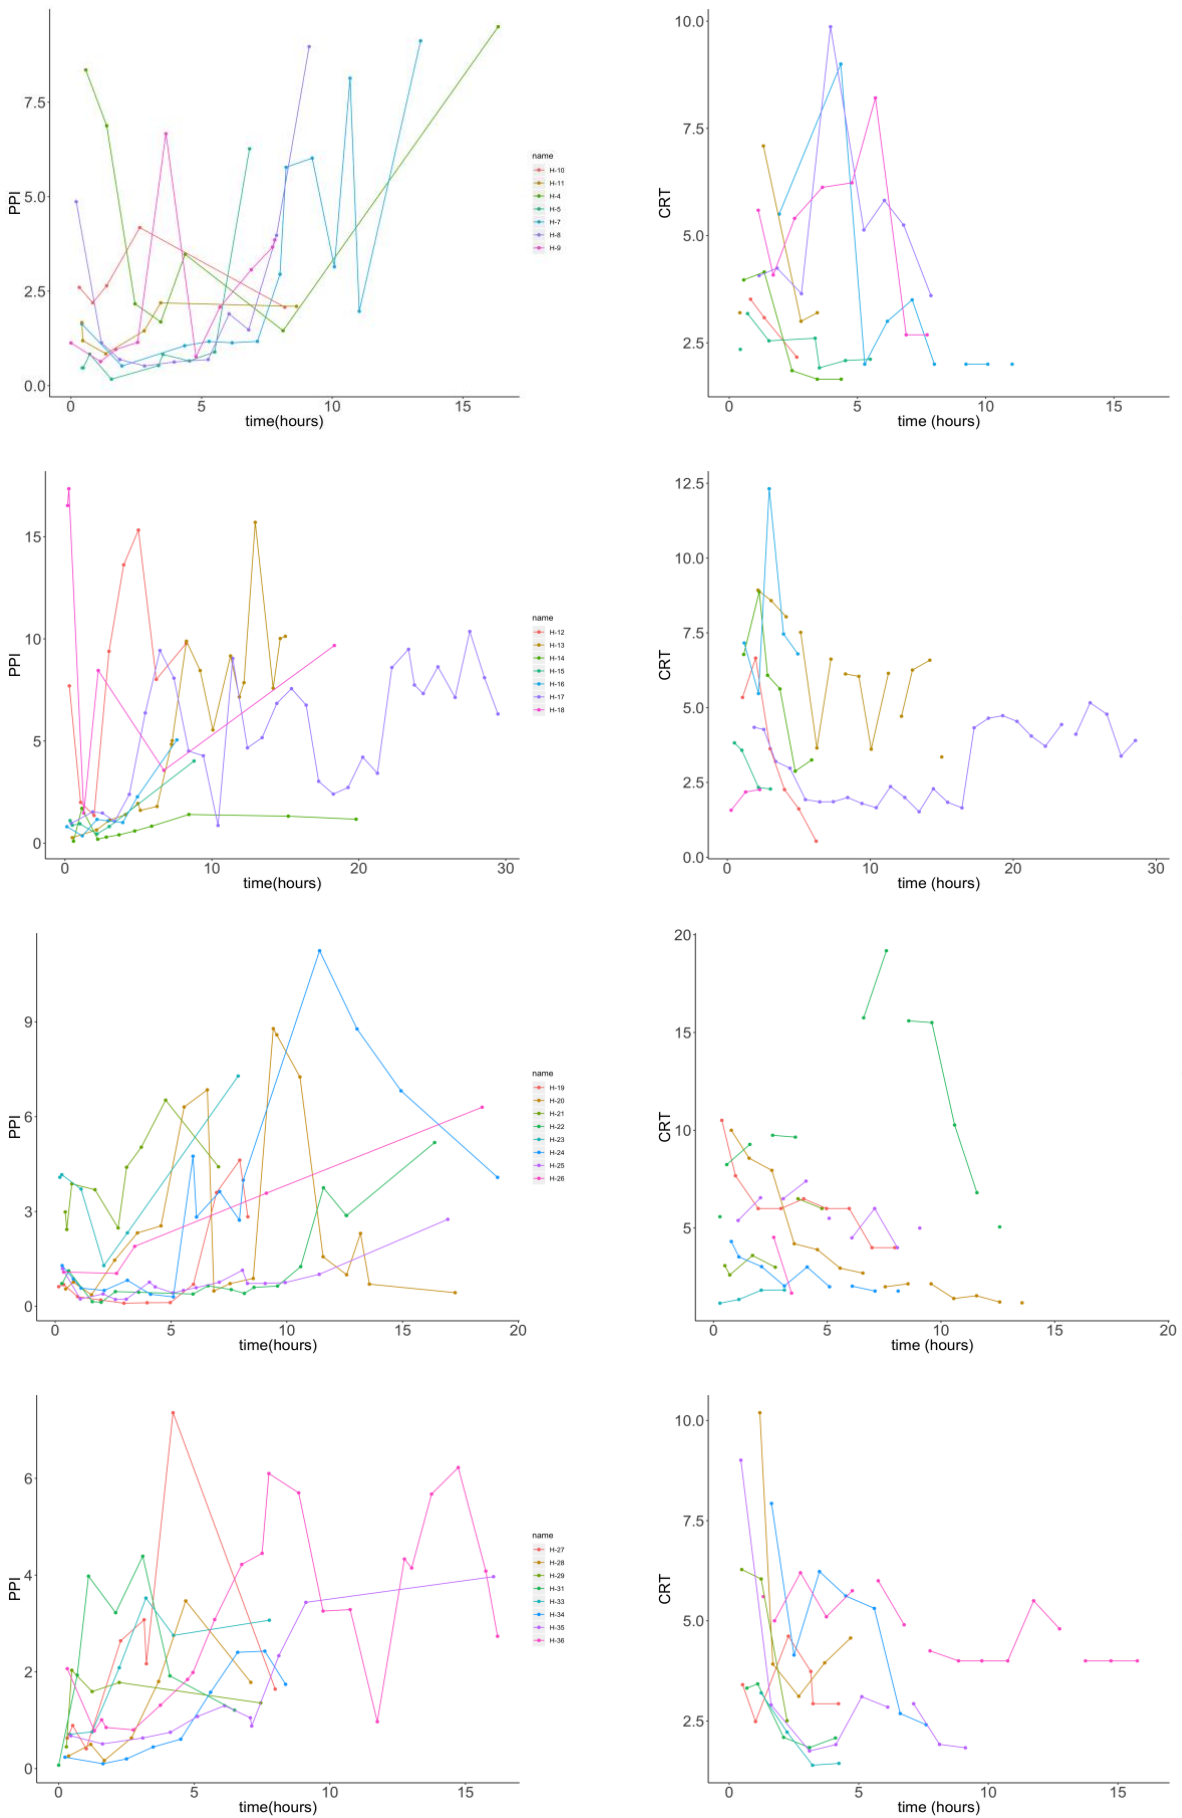 PPI
7.5
5.0
2.5
0.0
0 5 10 15
time(hours)
name
H-10
H-11
H-4
H-5
H-7
H-8
H-9
CRT
10.0
7.5
5.0
2.5
0 5 10 15
time (hours)
PPI
15
10
5
0
0 10 20 30
time(hours)
name
H-12
H-13
H-14
H-15
H-16
H-17
H-18
CRT
12.5
10.0
7.5
5.0
2.5
0.0
0 10 20 30
time (hours)
PPI
9
6
3
0
0 5 10 15 20
time(hours)
name
H-19
H-20
H-21
H-22
H-23
H-24
H-25
H-26
CRT
20
15
10
5
0 5 10 15 20
time (hours)
PPI
6
4
2
0
0 5 10 15
time(hours)
name
H-27
H-28
H-29
H-31
H-33
H-34
H-35
H-36
CRT
10.0
7.5
5.0
2.5
0 5 10 15
time (hours)